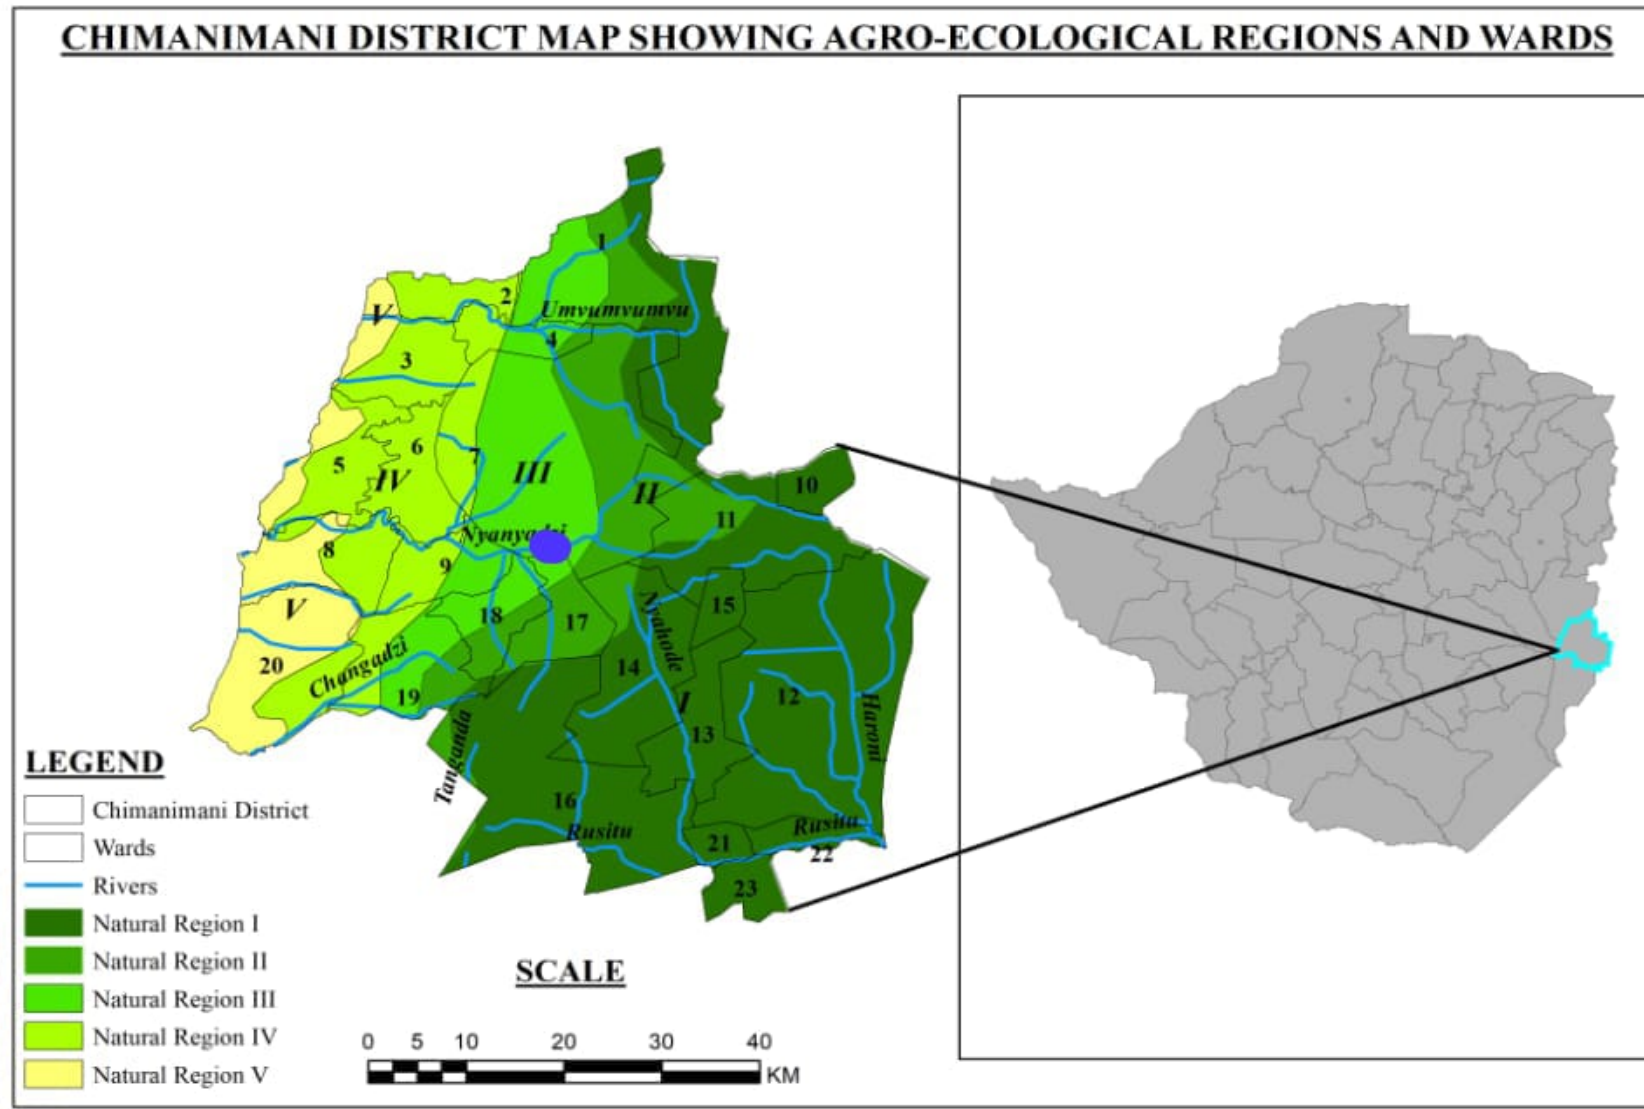 CHIMANIMANI DISTRICT MAP SHOWING AGRO-ECOLOGICAL REGIONS AND WARDS
1
2
Umvumvumvu
V
4
3
6
7
5
IV
III
II
10
11
8
9
V
18
17
15
Nyahode
20
Changadzi
19
14
I
12
13
Haroni
Tanganda
16
Rusitu
21
Rusitu
22
23
LEGEND
Chimanimani District
Wards
Rivers
Natural Region I
Natural Region II
Natural Region III
Natural Region IV
Natural Region V
SCALE
0 5 10 20 30 40
KM